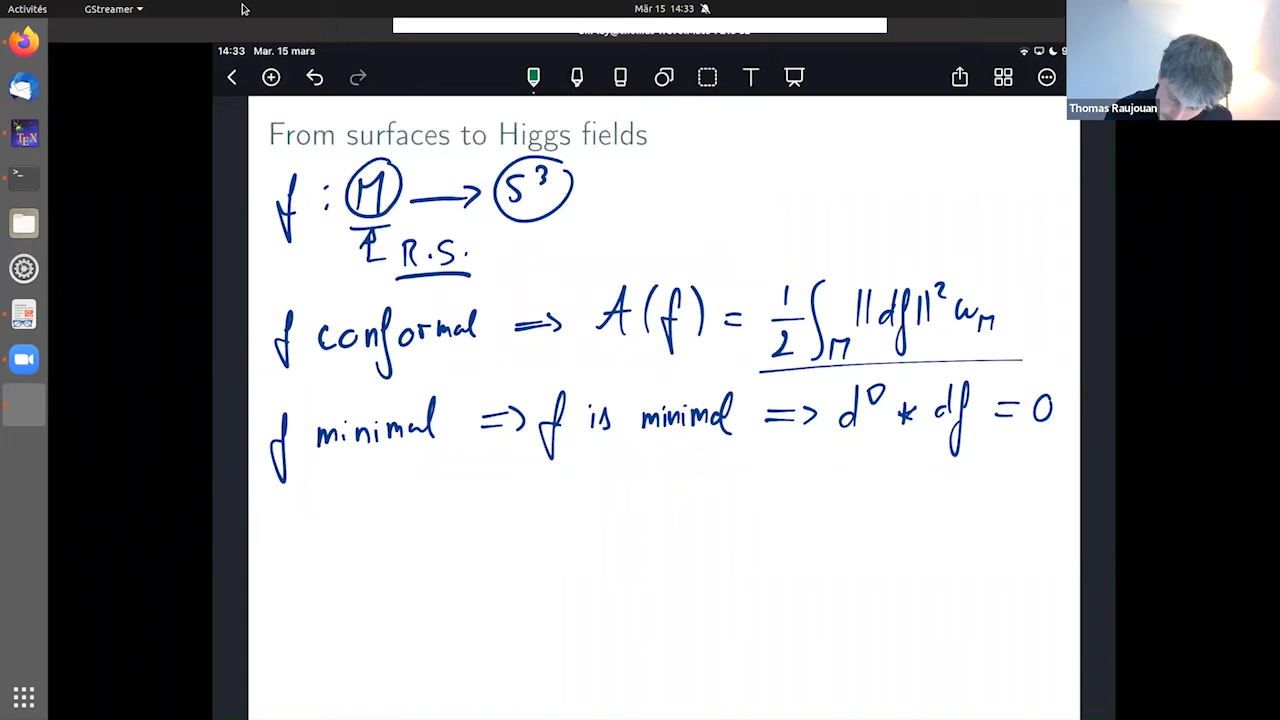 Activités GStreamer Mär 15 14:33
14:33 Mar. 15 mars
Thomas Raujouan
From surfaces to Higgs fields
f : M → S³
R.S.
f conformal ⇒ A(f) = 1/2 ∫_M ||df||² ω_M
f minimal ⇒ f is minimal ⇒ d^∇ * df = 0